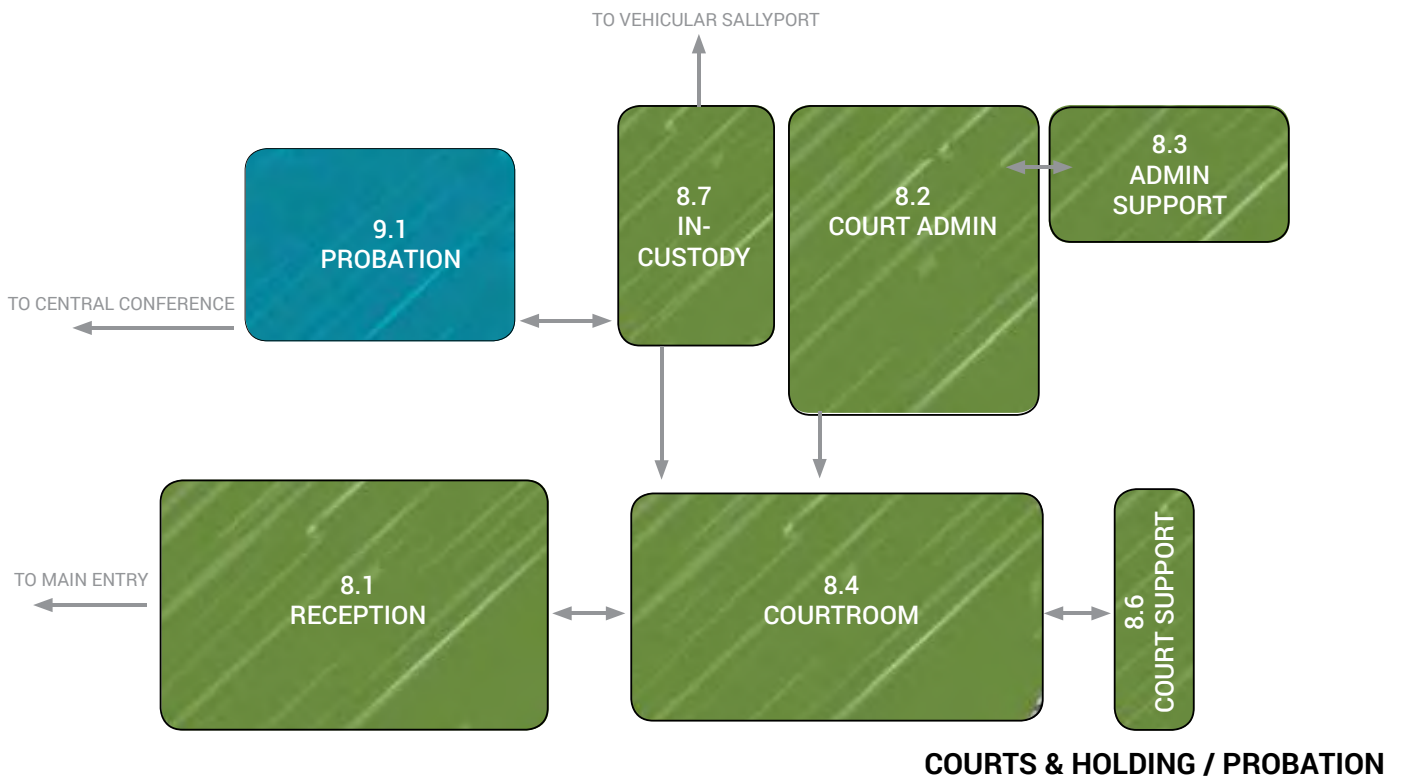 TO VEHICULAR SALLYPORT
9.1
PROBATION
8.7
IN-
CUSTODY
8.2
COURT ADMIN
8.3
ADMIN
SUPPORT
TO CENTRAL CONFERENCE
TO MAIN ENTRY
8.1
RECEPTION
8.4
COURTROOM
8.6
COURT SUPPORT
COURTS & HOLDING / PROBATION